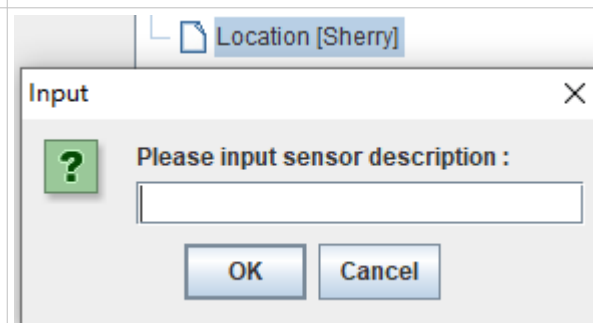 Location [Sherry]
Input
?
Please input sensor description :
OK Cancel